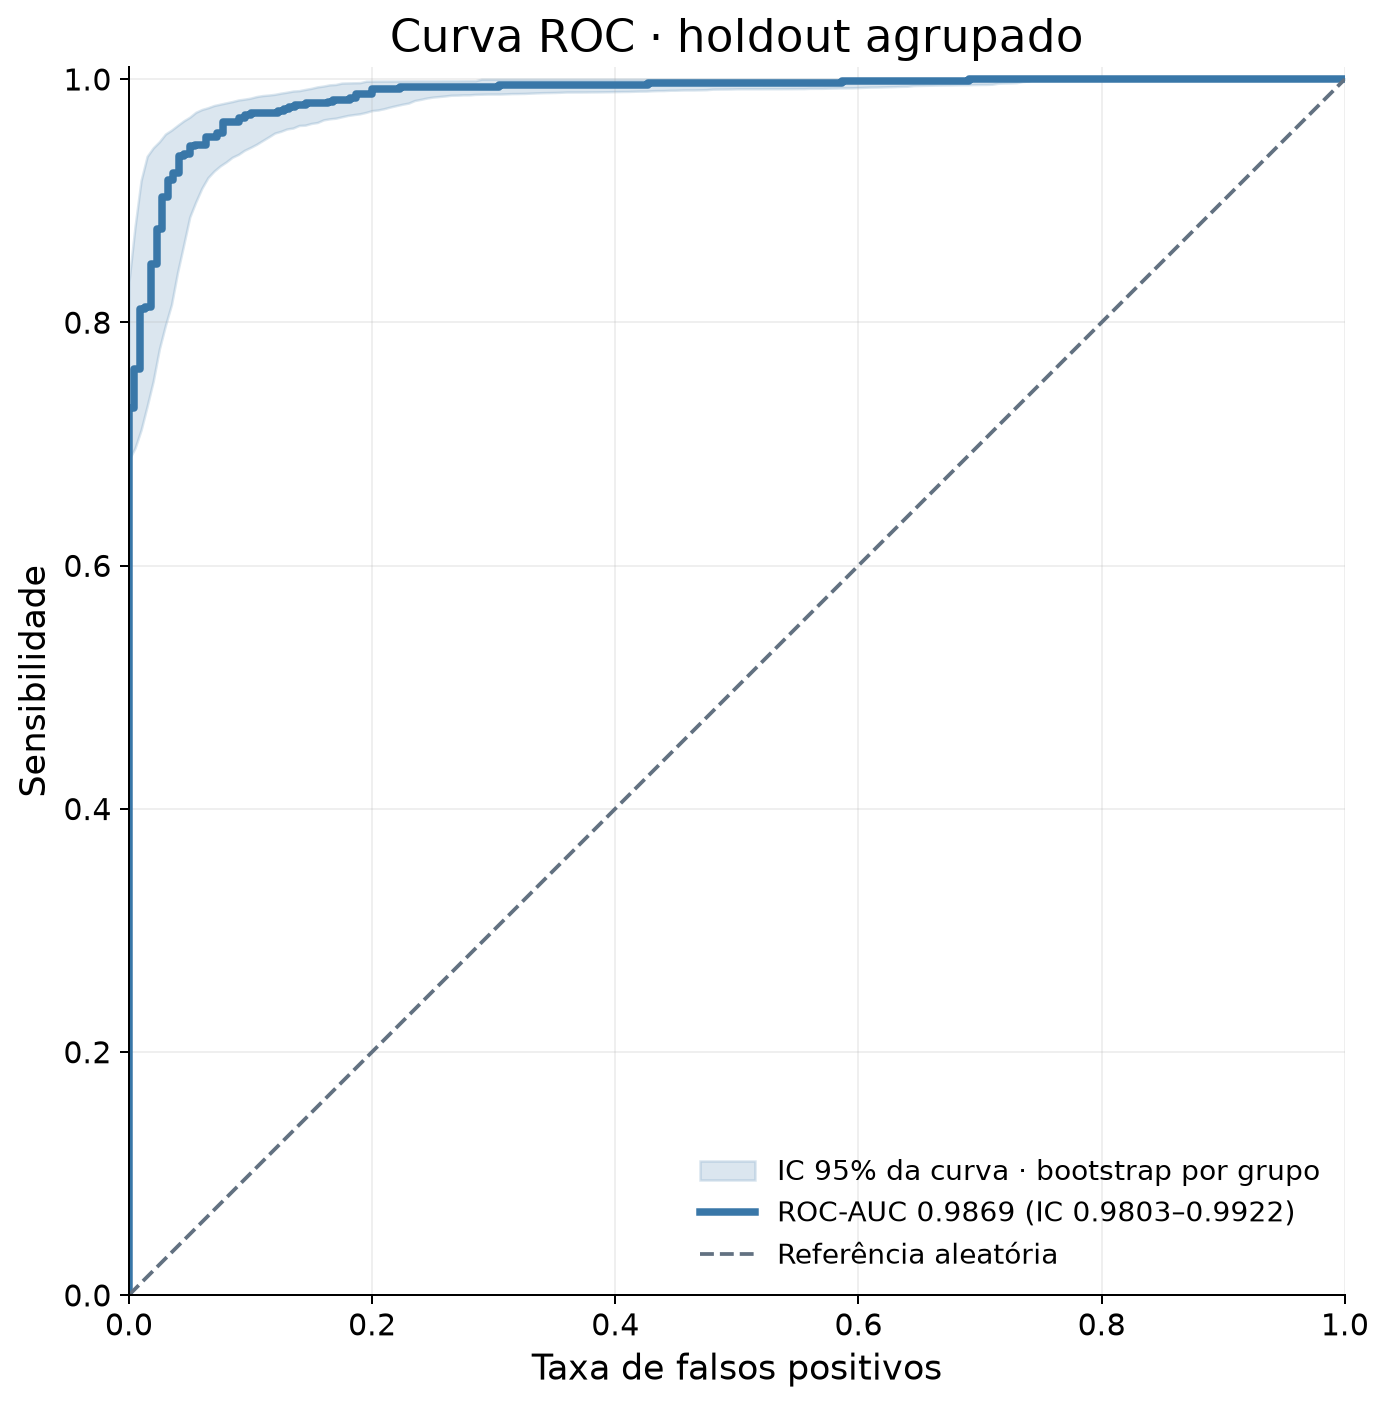 Curva ROC · holdout agrupado
1.0
0.8
0.6
0.4
0.2
0.0
Sensibilidade
IC 95% da curva · bootstrap por grupo
ROC-AUC 0.9869 (IC 0.9803–0.9922)
Referência aleatória
0.0 0.2 0.4 0.6 0.8 1.0
Taxa de falsos positivos